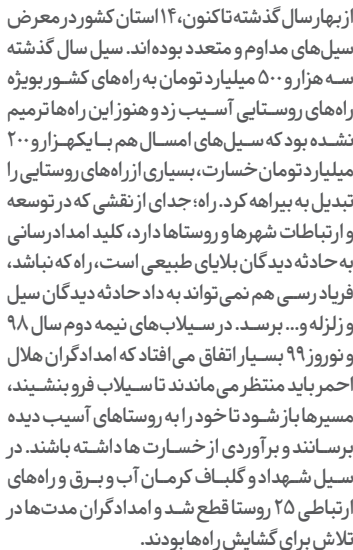 از بهار سال گذشته تاکنون، ۱۴ استان کشور در معرض
سیل‌های مداوم و متعدد بوده‌اند. سیل سال گذشته
سه هزار و ۵۰۰ میلیارد تومان به راه‌های کشور بویژه
راه‌های روستایی آسیب زد و هنوز این راه‌ها ترمیم
نشده بود که سیل‌های امسال هم با یکهزار و ۲۰۰
میلیارد تومان خسارت، بسیاری از راه‌های روستایی را
تبدیل به بیراهه کرد. راه؛ جدای از نقشی که در توسعه
و ارتباطات شهرها و روستاها دارد، کلید امدادرسانی
به حادثه دیدگان بلایای طبیعی است، راه که نباشد،
فریاد رسی هم نمی‌تواند به داد حادثه دیدگان سیل
و زلزله و... برسد. در سیلاب‌های نیمه دوم سال ۹۸
و نوروز ۹۹ بسیار اتفاق می‌افتاد که امدادگران هلال
احمر باید منتظر می‌ماندند تا سیلاب فرو بنشیند،
مسیرها باز شود تا خود را به روستاهای آسیب دیده
برسانند و برآوردی از خسارت ها داشته باشند. در
سیل شهداد و گلباف کرمان آب و برق و راه‌های
ارتباطی ۲۵ روستا قطع شد و امدادگران مدت‌ها در
تلاش برای گشایش راه‌ها بودند.